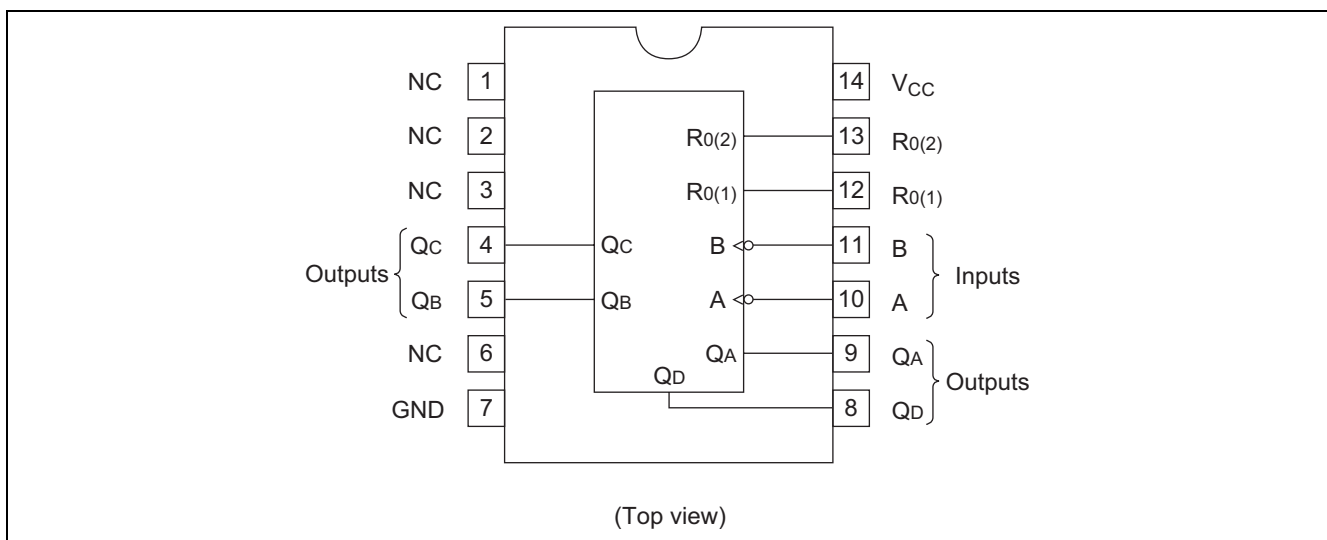 NC 1 14 VCC
NC 2 R0(2) 13 R0(2)
NC 3 R0(1) 12 R0(1)
Outputs QC 4 QC B 11 B Inputs
QB 5 QB A 10 A
NC 6 QA 9 QA Outputs
QD
GND 7 8 QD
(Top view)